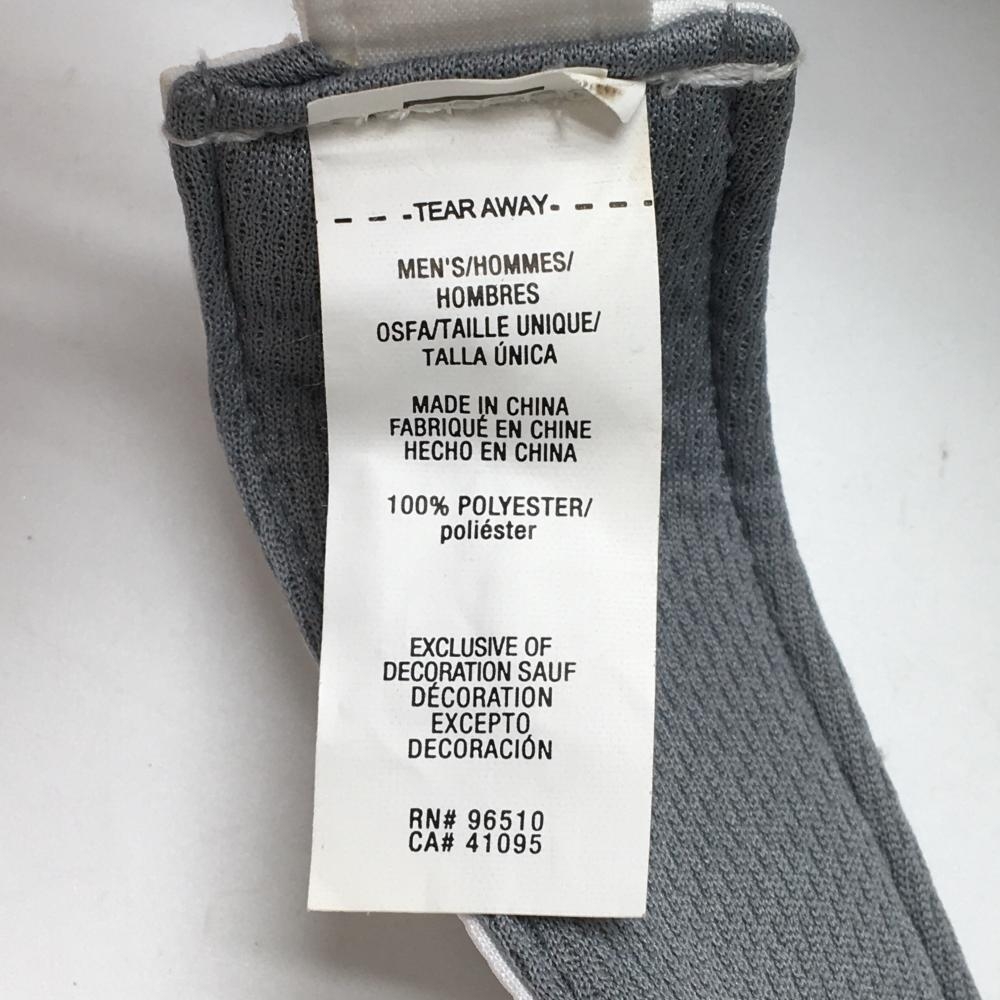 - - -TEAR AWAY- - - - -
MEN'S/HOMMES/
HOMBRES
OSFA/TAILLE UNIQUE/
TALLA ÚNICA
MADE IN CHINA
FABRIQUÉ EN CHINE
HECHO EN CHINA
100% POLYESTER/
poliéster
EXCLUSIVE OF
DECORATION SAUF
DÉCORATION
EXCEPTO
DECORACIÓN
RN# 96510
CA# 41095